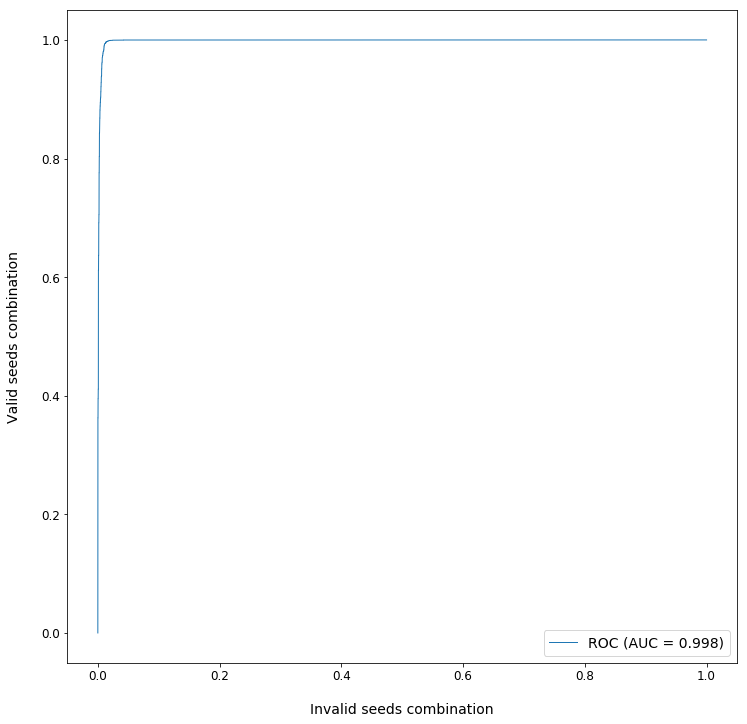 1.0
0.8
0.6
0.4
0.2
0.0
Valid seeds combination
ROC (AUC = 0.998)
0.0 0.2 0.4 0.6 0.8 1.0
Invalid seeds combination